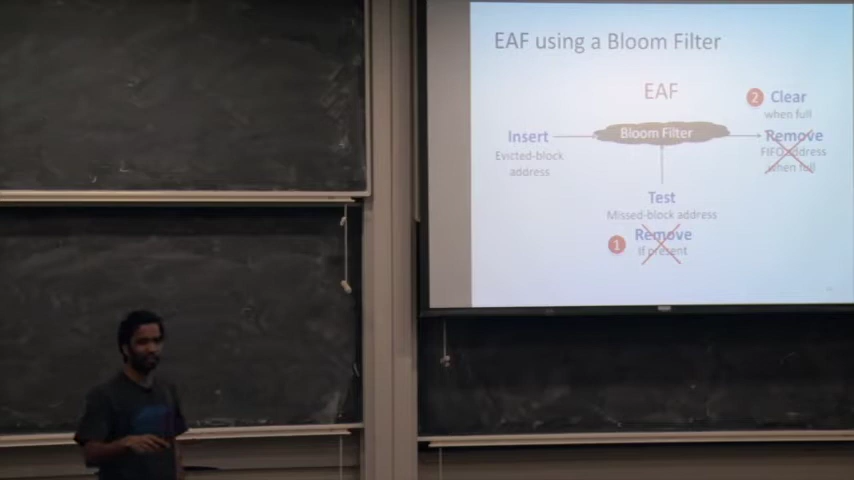 EAF using a Bloom Filter
EAF
2 Clear
when full
Insert
Bloom Filter
Remove
Evicted-block
address
FIFO address
when full
Test
Missed-block address
1 Remove
If present